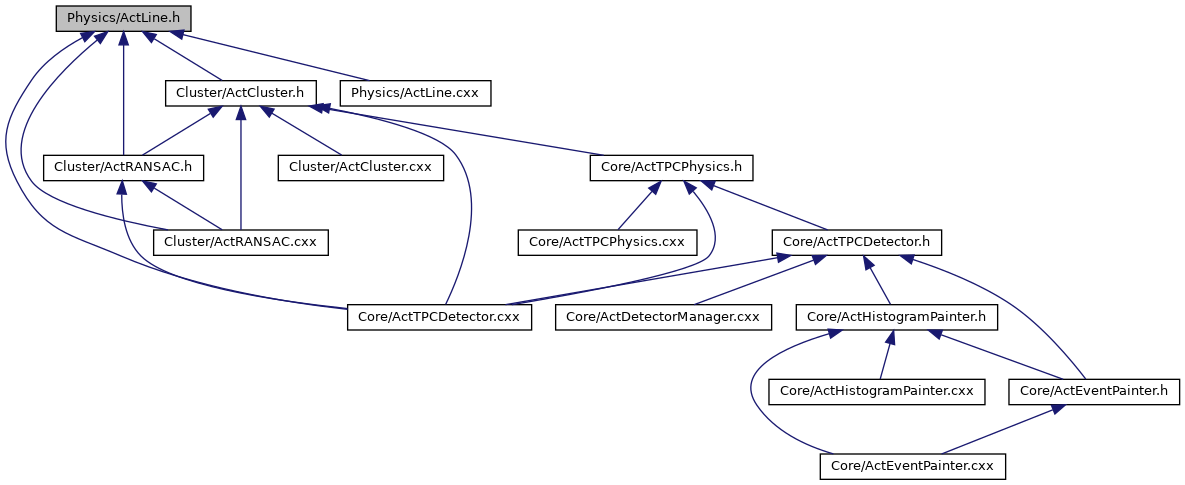 Physics/ActLine.h
Cluster/ActCluster.h
Physics/ActLine.cxx
Cluster/ActRANSAC.h
Cluster/ActCluster.cxx
Core/ActTPCPhysics.h
Cluster/ActRANSAC.cxx
Core/ActTPCPhysics.cxx
Core/ActTPCDetector.h
Core/ActTPCDetector.cxx
Core/ActDetectorManager.cxx
Core/ActHistogramPainter.h
Core/ActHistogramPainter.cxx
Core/ActEventPainter.h
Core/ActEventPainter.cxx